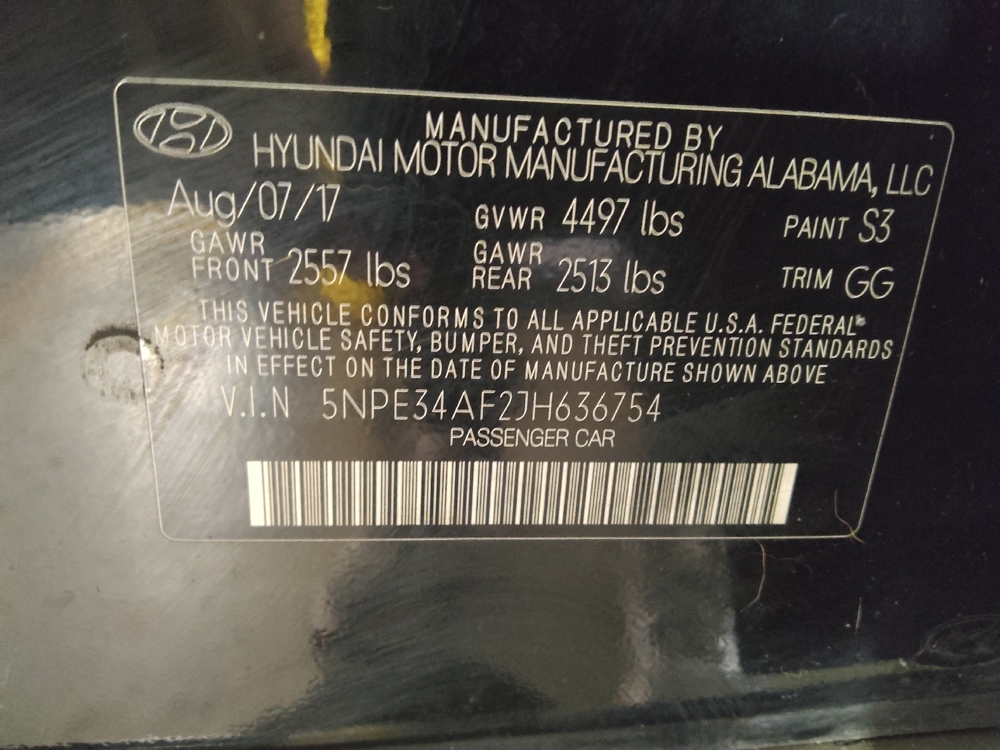 MANUFACTURED BY
HYUNDAI MOTOR MANUFACTURING ALABAMA, LLC
Aug/07/17 GVWR 4497 lbs PAINT S3
GAWR FRONT 2557 lbs GAWR REAR 2513 lbs TRIM GG
THIS VEHICLE CONFORMS TO ALL APPLICABLE U.S.A. FEDERAL
MOTOR VEHICLE SAFETY, BUMPER, AND THEFT PREVENTION STANDARDS
IN EFFECT ON THE DATE OF MANUFACTURE SHOWN ABOVE
V.I.N 5NPE34AF2JH636754
PASSENGER CAR